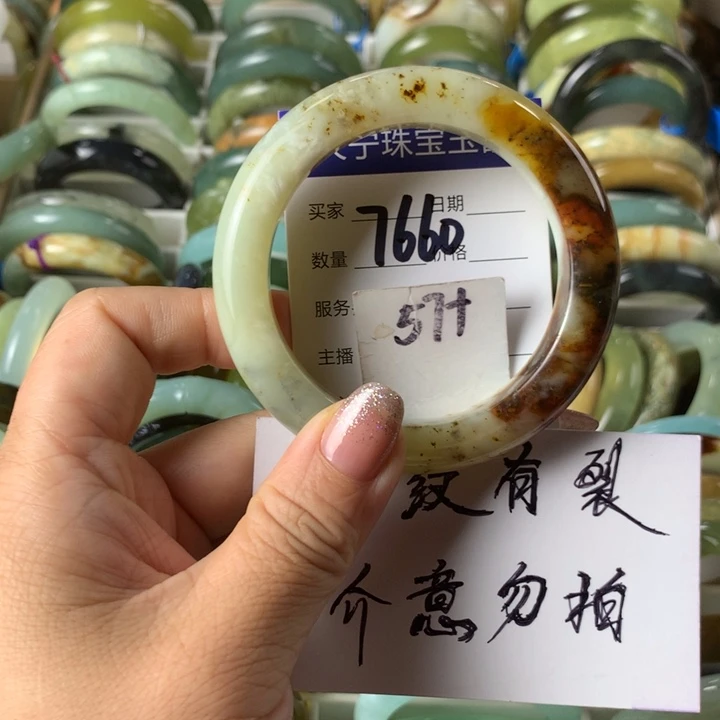 宁珠宝玉
买家 日期
7660
数量 价格
服务
57H
主播
纹有裂
介意勿拍